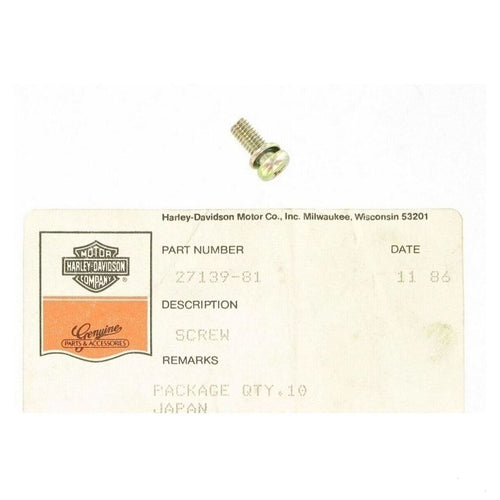 Harley-Davidson Motor Co., Inc. Milwaukee, Wisconsin 53201
MOTOR
HARLEY-DAVIDSON
COMPANY
®
Genuine
PARTS & ACCESSORIES
PART NUMBER
DATE
27139-81
11 86
DESCRIPTION
SCREW
REMARKS
PACKAGE QTY.10
JAPAN